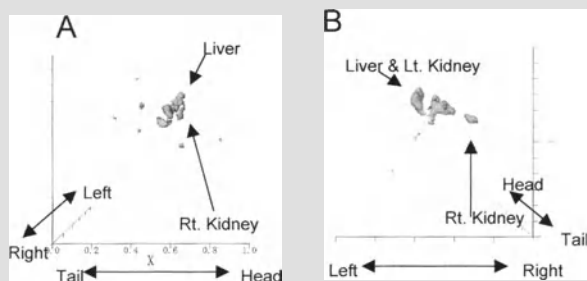 A
Liver
Left
Right
Rt. Kidney
0.0 0.2 0.4 0.6 0.8 1.0
X
Tail
Head
B
Liver & Lt. Kidney
Head
Rt. Kidney
Tail
Left
Right